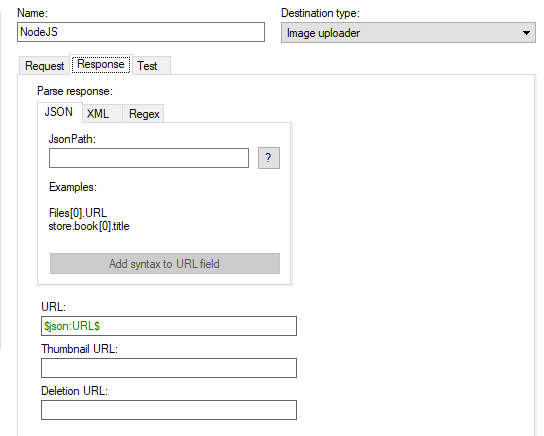 Name:
Destination type:
NodeJS
Image uploader
Request
Response
Test
Parse response:
JSON
XML
Regex
JsonPath:
?
Examples:
Files[0].URL
store.book[0].title
Add syntax to URL field
URL:
$json:URL$
Thumbnail URL:
Deletion URL: